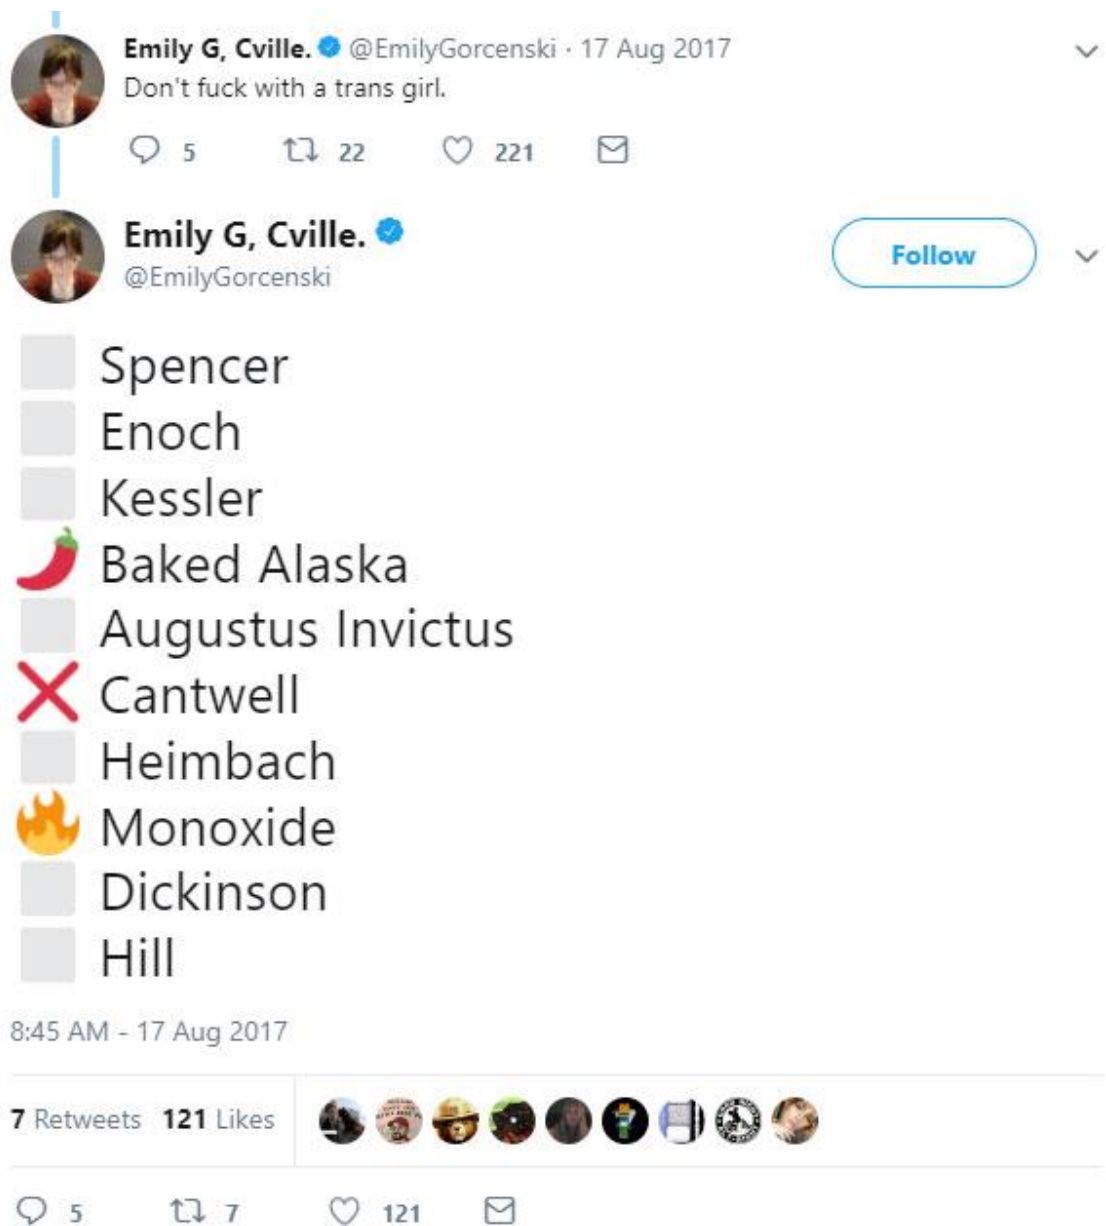 Emily G, Cville. @EmilyGorcenski · 17 Aug 2017
Don't fuck with a trans girl.
5 22 221
Emily G, Cville.
@EmilyGorcenski
Follow
Spencer
Enoch
Kessler
Baked Alaska
Augustus Invictus
Cantwell
Heimbach
Monoxide
Dickinson
Hill
8:45 AM - 17 Aug 2017
7 Retweets 121 Likes
5 7 121